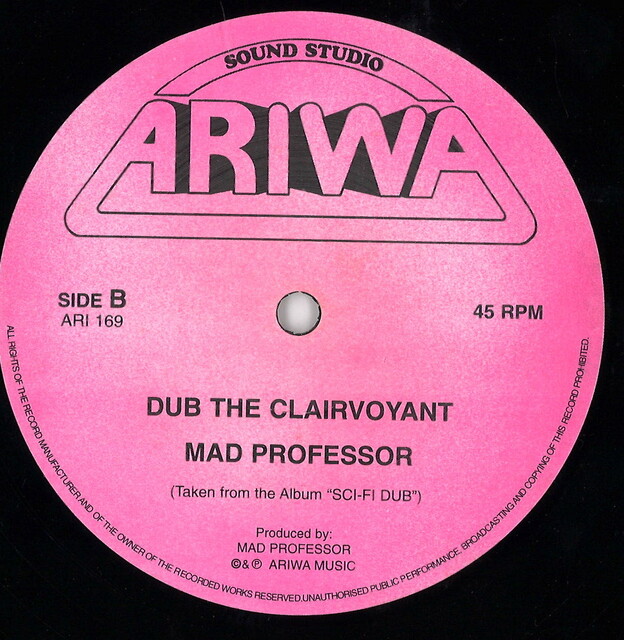 SOUND STUDIO
ARIWA
SIDE B
ARI 169
45 RPM
DUB THE CLAIRVOYANT
MAD PROFESSOR
(Taken from the Album "SCI-FI DUB")
Produced by:
MAD PROFESSOR
©&℗ ARIWA MUSIC
ALL RIGHTS OF THE RECORD MANUFACTURER AND OF THE OWNER OF THE RECORDED WORKS RESERVED.UNAUTHORISED PUBLIC PERFORMANCE, BROADCASTING AND COPYING OF THIS RECORD PROHIBITED.